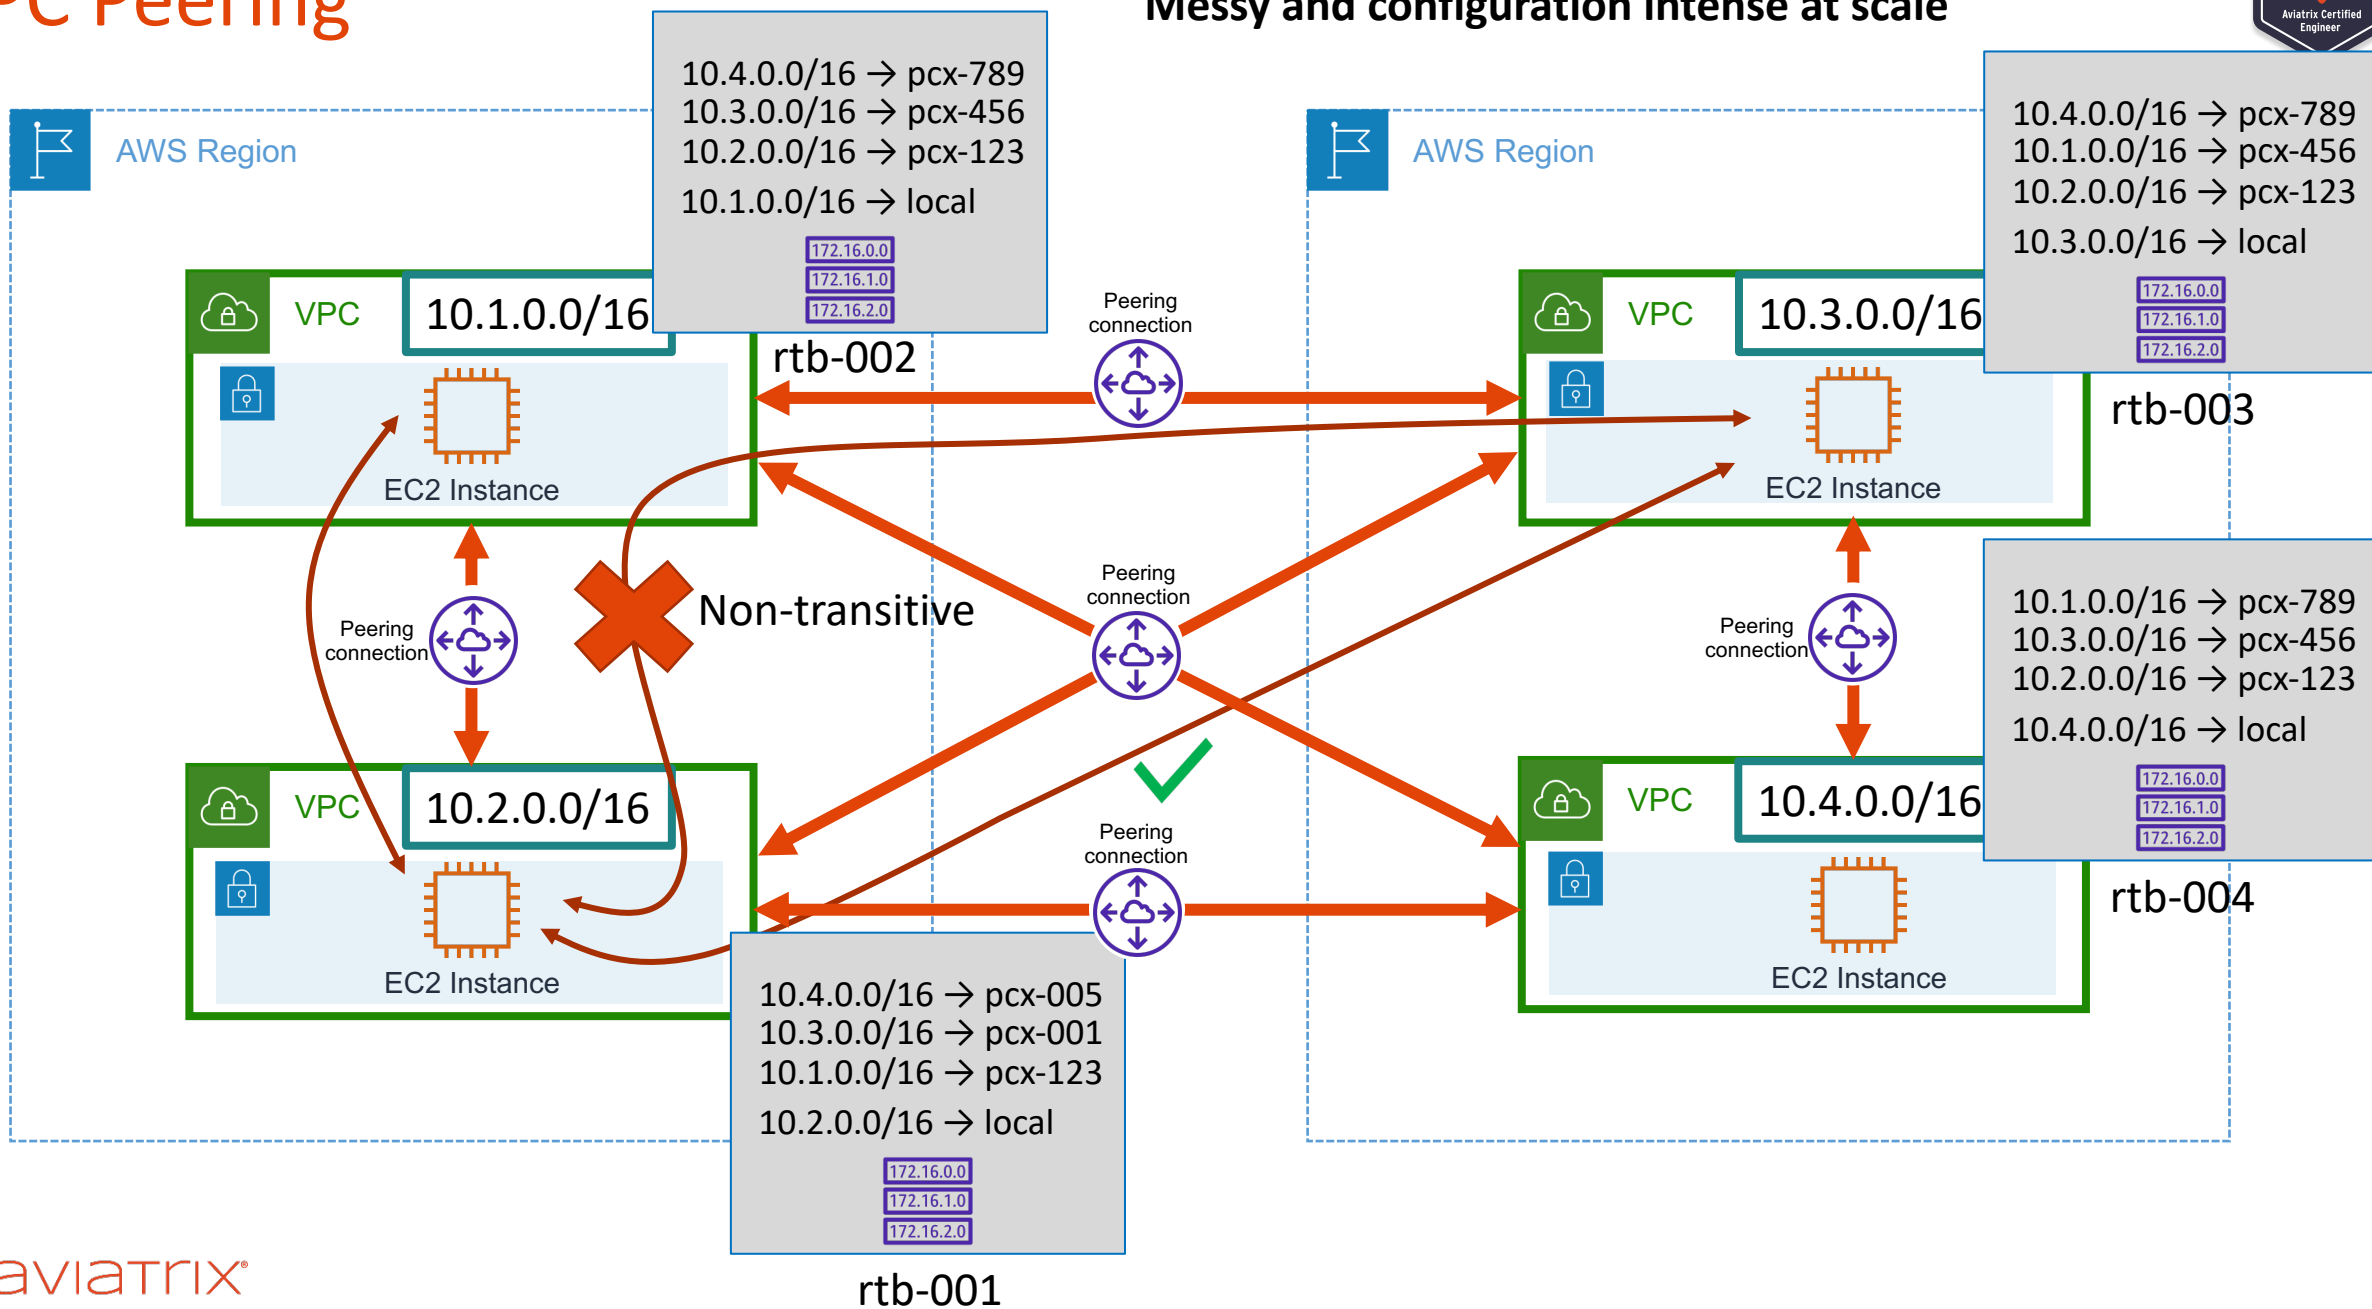 PC Peering
Messy and configuration intense at scale
Aviatrix Certified
Engineer
AWS Region
10.4.0.0/16 → pcx-789
10.3.0.0/16 → pcx-456
10.2.0.0/16 → pcx-123
10.1.0.0/16 → local
172.16.0.0
172.16.1.0
172.16.2.0
rtb-002
VPC
10.1.0.0/16
EC2 Instance
Peering
connection
AWS Region
10.4.0.0/16 → pcx-789
10.1.0.0/16 → pcx-456
10.2.0.0/16 → pcx-123
10.3.0.0/16 → local
172.16.0.0
172.16.1.0
172.16.2.0
rtb-003
VPC
10.3.0.0/16
EC2 Instance
Peering
connection
Non-transitive
Peering
connection
Peering
connection
10.1.0.0/16 → pcx-789
10.3.0.0/16 → pcx-456
10.2.0.0/16 → pcx-123
10.4.0.0/16 → local
172.16.0.0
172.16.1.0
172.16.2.0
rtb-004
VPC
10.2.0.0/16
EC2 Instance
Peering
connection
VPC
10.4.0.0/16
EC2 Instance
10.4.0.0/16 → pcx-005
10.3.0.0/16 → pcx-001
10.1.0.0/16 → pcx-123
10.2.0.0/16 → local
172.16.0.0
172.16.1.0
172.16.2.0
rtb-001
aviatrix®